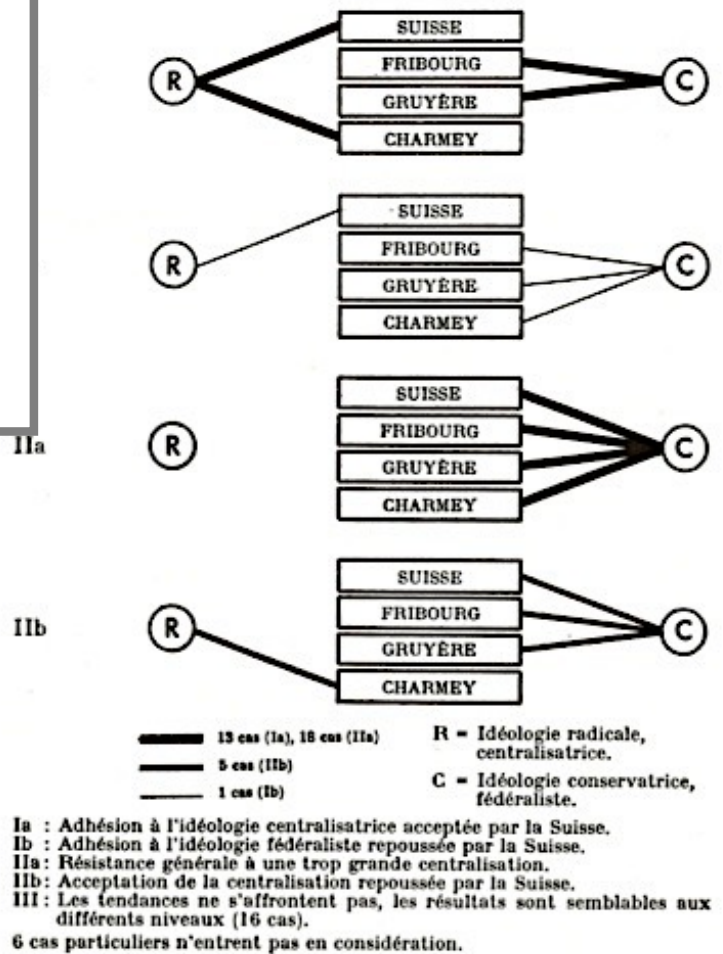 SUISSE
FRIBOURG
R
C
GRUYÈRE
CHARMEY
SUISSE
FRIBOURG
R
C
GRUYÈRE
CHARMEY
SUISSE
FRIBOURG
IIa
R
C
GRUYÈRE
CHARMEY
SUISSE
FRIBOURG
IIb
R
C
GRUYÈRE
CHARMEY
13 cas (Ia), 16 cas (IIa)
5 cas (IIb)
1 cas (Ib)
R = Idéologie radicale,
centralisatrice.
C = Idéologie conservatrice,
fédéraliste.
Ia : Adhésion à l'idéologie centralisatrice acceptée par la Suisse.
Ib : Adhésion à l'idéologie fédéraliste repoussée par la Suisse.
IIa: Résistance générale à une trop grande centralisation.
IIb: Acceptation de la centralisation repoussée par la Suisse.
III: Les tendances ne s'affrontent pas, les résultats sont semblables aux
différents niveaux (16 cas).
6 cas particuliers n'entrent pas en considération.